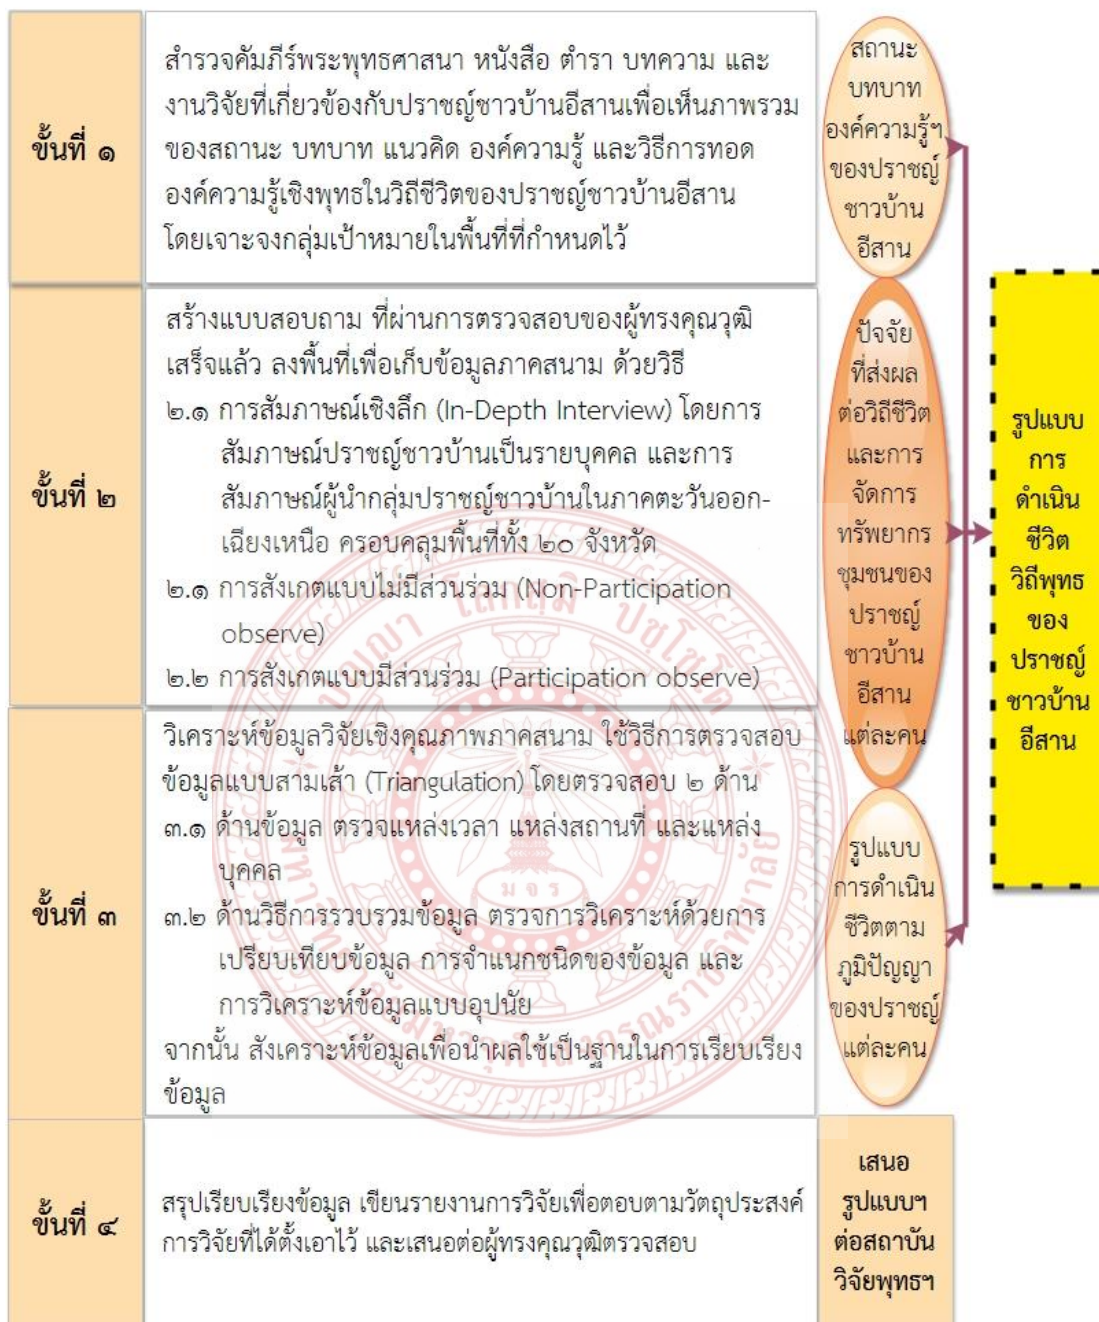 ขั้นที่ ๑
สำรวจคัมภีร์พระพุทธศาสนา หนังสือ ตำรา บทความ และ
งานวิจัยที่เกี่ยวข้องกับปราชญ์ชาวบ้านอีสานเพื่อเห็นภาพรวม
ของสถานะ บทบาท แนวคิด องค์ความรู้ และวิธีการทอด
องค์ความรู้เชิงพุทธในวิถีชีวิตของปราชญ์ชาวบ้านอีสาน
โดยเจาะจงกลุ่มเป้าหมายในพื้นที่ที่กำหนดไว้
สถานะ
บทบาท
องค์ความรู้ฯ
ของปราชญ์
ชาวบ้าน
อีสาน
ขั้นที่ ๒
สร้างแบบสอบถาม ที่ผ่านการตรวจสอบของผู้ทรงคุณวุฒิ
เสร็จแล้ว ลงพื้นที่เพื่อเก็บข้อมูลภาคสนาม ด้วยวิธี
๒.๑ การสัมภาษณ์เชิงลึก (In-Depth Interview) โดยการ
สัมภาษณ์ปราชญ์ชาวบ้านเป็นรายบุคคล และการ
สัมภาษณ์ผู้นำกลุ่มปราชญ์ชาวบ้านในภาคตะวันออก-
เฉียงเหนือ ครอบคลุมพื้นที่ทั้ง ๒๐ จังหวัด
๒.๑ การสังเกตแบบไม่มีส่วนร่วม (Non-Participation
observe)
๒.๒ การสังเกตแบบมีส่วนร่วม (Participation observe)
ปัจจัย
ที่ส่งผล
ต่อวิถีชีวิต
และการ
จัดการ
ทรัพยากร
ชุมชนของ
ปราชญ์
ชาวบ้าน
อีสาน
แต่ละคน
ขั้นที่ ๓
วิเคราะห์ข้อมูลวิจัยเชิงคุณภาพภาคสนาม ใช้วิธีการตรวจสอบ
ข้อมูลแบบสามเส้า (Triangulation) โดยตรวจสอบ ๒ ด้าน
๓.๑ ด้านข้อมูล ตรวจแหล่งเวลา แหล่งสถานที่ และแหล่ง
บุคคล
๓.๒ ด้านวิธีการรวบรวมข้อมูล ตรวจการวิเคราะห์ด้วยการ
เปรียบเทียบข้อมูล การจำแนกชนิดของข้อมูล และ
การวิเคราะห์ข้อมูลแบบอุปนัย
จากนั้น สังเคราะห์ข้อมูลเพื่อนำผลใช้เป็นฐานในการเรียบเรียง
ข้อมูล
รูปแบบ
การดำเนิน
ชีวิตตาม
ภูมิปัญญา
ของปราชญ์
แต่ละคน
รูปแบบ
การ
ดำเนิน
ชีวิต
วิถีพุทธ
ของ
ปราชญ์
ชาวบ้าน
อีสาน
ขั้นที่ ๔
สรุปเรียบเรียงข้อมูล เขียนรายงานการวิจัยเพื่อตอบตามวัตถุประสงค์
การวิจัยที่ได้ตั้งเอาไว้ และเสนอต่อผู้ทรงคุณวุฒิตรวจสอบ
เสนอ
รูปแบบฯ
ต่อสถาบัน
วิจัยพุทธฯ
ปญฺญา โลกสฺมิ ปชฺโชโต
ม จ ร
มหาวิทยาลัยมหาจุฬาลงกรณราชวิทยาลัย